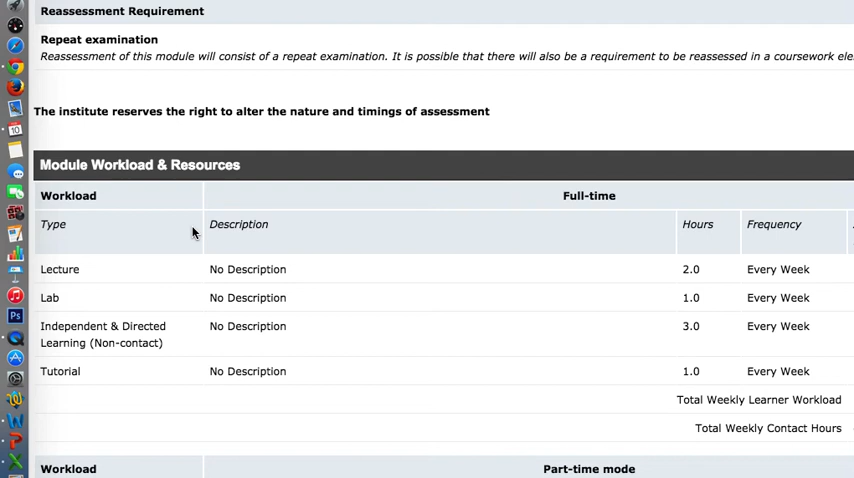 Reassessment Requirement
Repeat examination
Reassessment of this module will consist of a repeat examination. It is possible that there will also be a requirement to be reassessed in a coursework ele
The institute reserves the right to alter the nature and timings of assessment
Module Workload & Resources
Workload Full-time
Type Description Hours Frequency
Lecture No Description 2.0 Every Week
Lab No Description 1.0 Every Week
Independent & Directed No Description 3.0 Every Week
Learning (Non-contact)
Tutorial No Description 1.0 Every Week
Total Weekly Learner Workload
Total Weekly Contact Hours
Workload Part-time mode
10
Ps